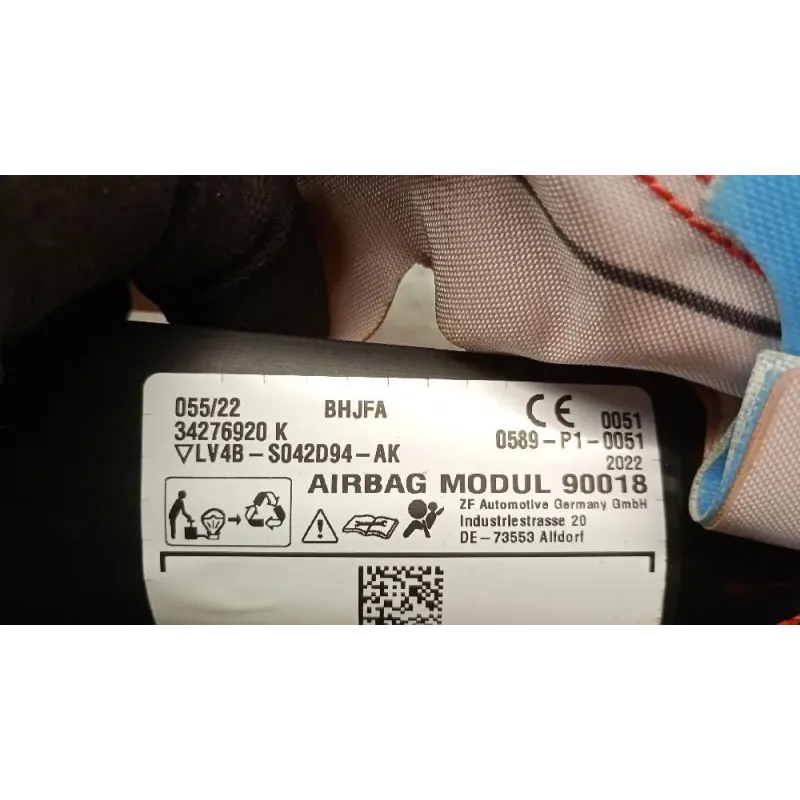 055/22 BHJFA CE 0051
34276920 K 0589-P1-0051
▽LV4B-S042D94-AK 2022
AIRBAG MODUL 90018
ZF Automotive Germany GmbH
Industriestrasse 20
DE-73553 Alfdorf